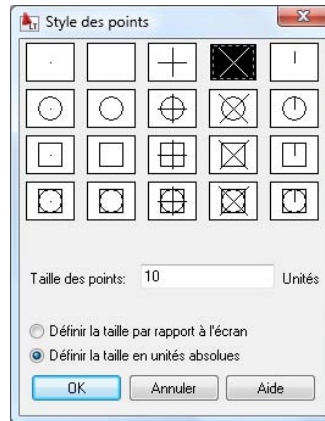 LT
Style des points
x
Taille des points: 10 Unités
Définir la taille par rapport à l'écran
Définir la taille en unités absolues
OK Annuler Aide